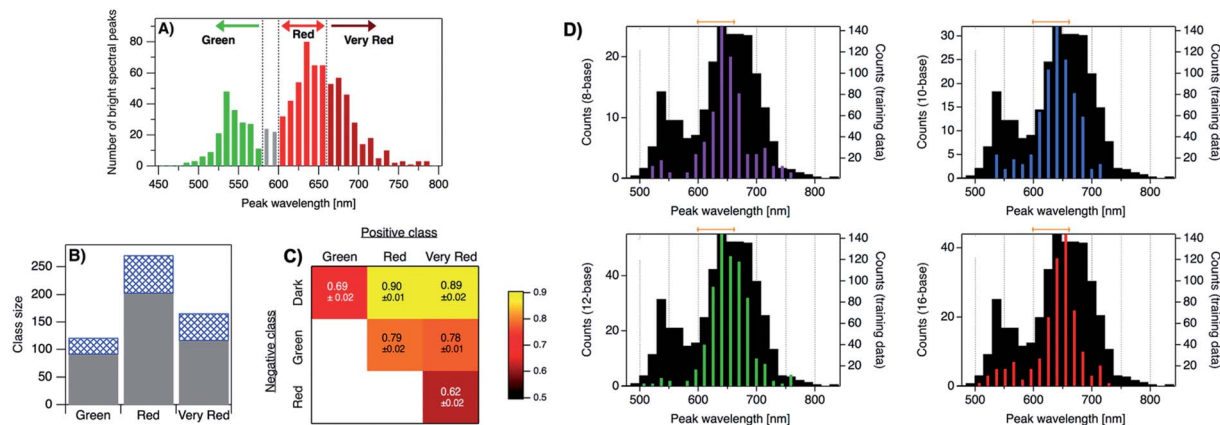 A)
Green
Red
Very Red
Number of bright spectral peaks
80
60
40
20
0
450 500 550 600 650 700 750 800
Peak wavelength [nm]
B)
Class size
250
200
150
100
50
0
Green Red Very Red
C)
Positive class
Green Red Very Red
Negative class
Dark
Green
Red
0.69
± 0.02
0.90
±0.01
0.89
±0.02
0.79
±0.02
0.78
±0.01
0.62
±0.02
0.9
0.8
0.7
0.6
0.5
D)
Counts (8-base)
20
10
0
500 600 700 800
Peak wavelength [nm]
140
120
100
80
60
40
20
Counts (training data)
Counts (10-base)
30
25
20
15
10
5
0
500 600 700 800
Peak wavelength [nm]
140
120
100
80
60
40
20
Counts (training data)
Counts (12-base)
40
20
0
500 600 700 800
Peak wavelength [nm]
140
120
100
80
60
40
20
Counts (training data)
Counts (16-base)
40
20
0
500 600 700 800
Peak wavelength [nm]
140
120
100
80
60
40
20
Counts (training data)